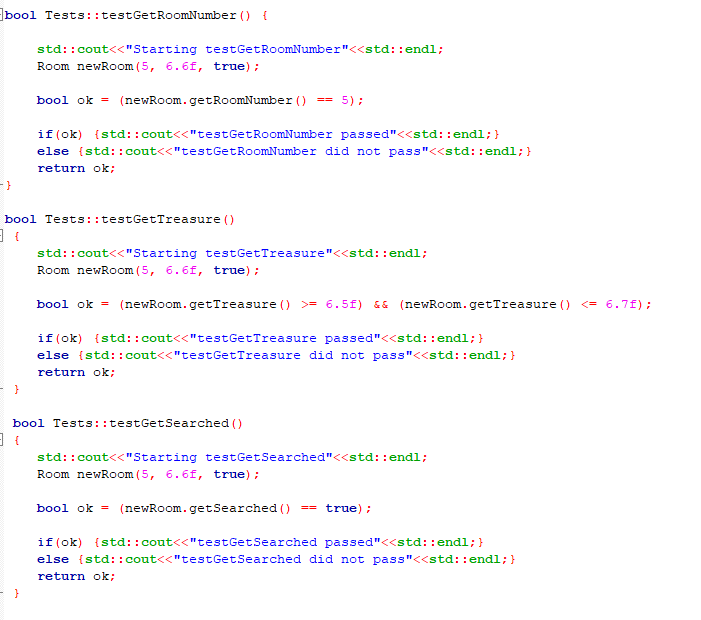 bool Tests::testGetRoomNumber() {
std::cout<<"Starting testGetRoomNumber"<<std::endl;
Room newRoom(5, 6.6f, true);
bool ok = (newRoom.getRoomNumber() == 5);
if(ok) {std::cout<<"testGetRoomNumber passed"<<std::endl;}
else {std::cout<<"testGetRoomNumber did not pass"<<std::endl;}
return ok;
}
bool Tests::testGetTreasure()
{
std::cout<<"Starting testGetTreasure"<<std::endl;
Room newRoom(5, 6.6f, true);
bool ok = (newRoom.getTreasure() >= 6.5f) && (newRoom.getTreasure() <= 6.7f);
if(ok) {std::cout<<"testGetTreasure passed"<<std::endl;}
else {std::cout<<"testGetTreasure did not pass"<<std::endl;}
return ok;
}
bool Tests::testGetSearched()
{
std::cout<<"Starting testGetSearched"<<std::endl;
Room newRoom(5, 6.6f, true);
bool ok = (newRoom.getSearched() == true);
if(ok) {std::cout<<"testGetSearched passed"<<std::endl;}
else {std::cout<<"testGetSearched did not pass"<<std::endl;}
return ok;
}